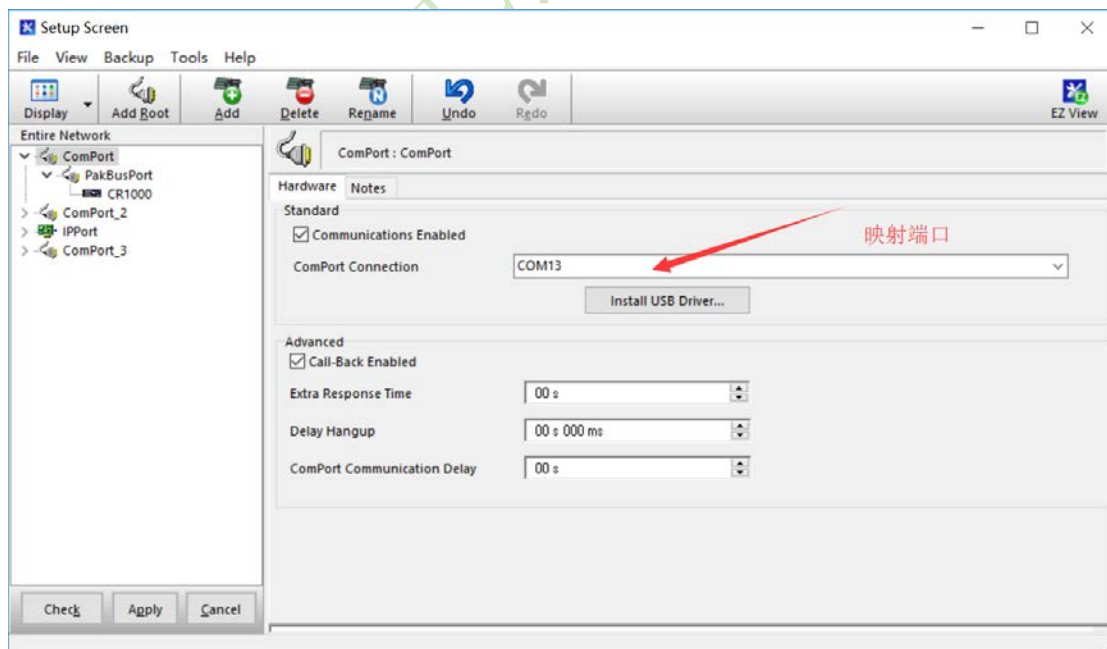 Setup Screen
File View Backup Tools Help
Display Add Root Add Delete Rename Undo Redo EZ View
Entire Network
ComPort
PakBusPort
CR1000
ComPort_2
IPPort
ComPort_3
ComPort : ComPort
Hardware Notes
Standard
Communications Enabled
映射端口
ComPort Connection COM13
Install USB Driver...
Advanced
Call-Back Enabled
Extra Response Time 00 s
Delay Hangup 00 s 000 ms
ComPort Communication Delay 00 s
Check Apply Cancel